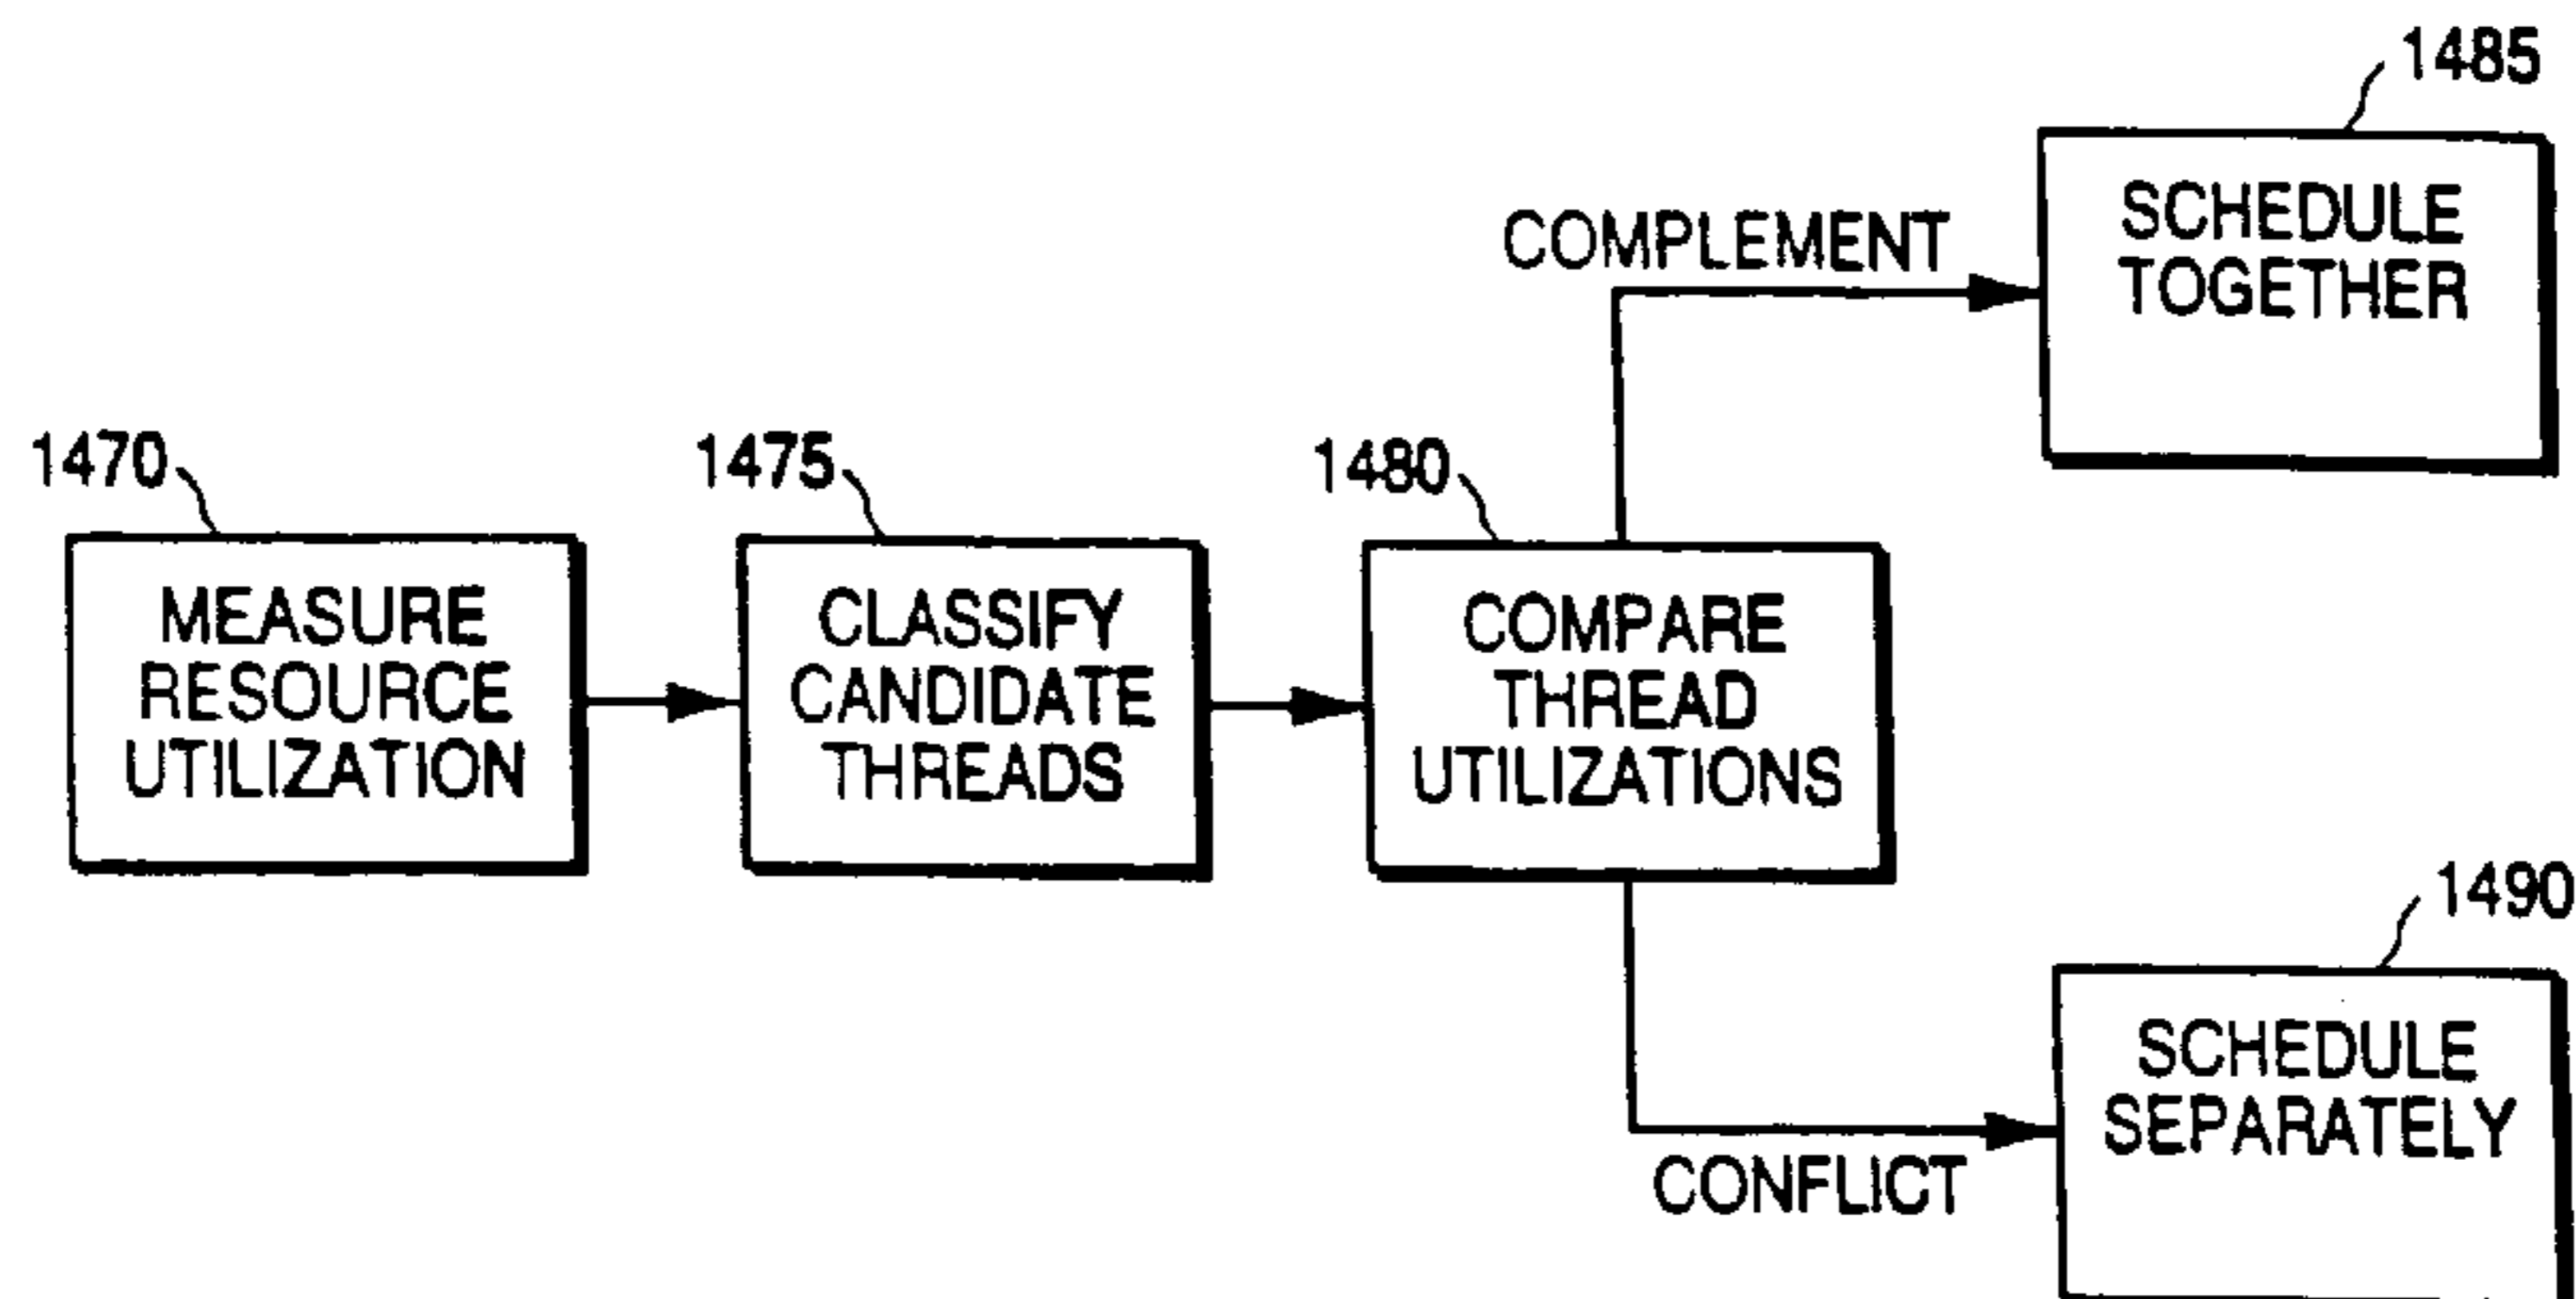 1485
SCHEDULE
TOGETHER
COMPLEMENT
1470
1475
1480
MEASURE
RESOURCE
UTILIZATION
CLASSIFY
CANDIDATE
THREADS
COMPARE
THREAD
UTILIZATIONS
1490
SCHEDULE
SEPARATELY
CONFLICT